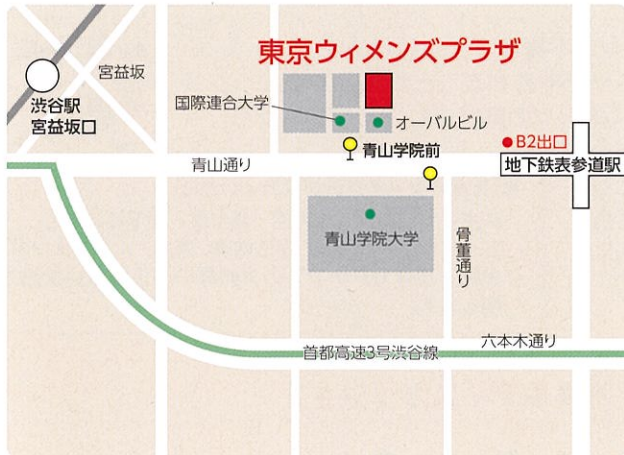 東京ウィメンズプラザ
宮益坂
渋谷駅
宮益坂口
国際連合大学
オーバルビル
青山学院前
B2出口
青山通り
地下鉄表参道駅
青山学院大学
骨董通り
首都高速3号渋谷線
六本木通り